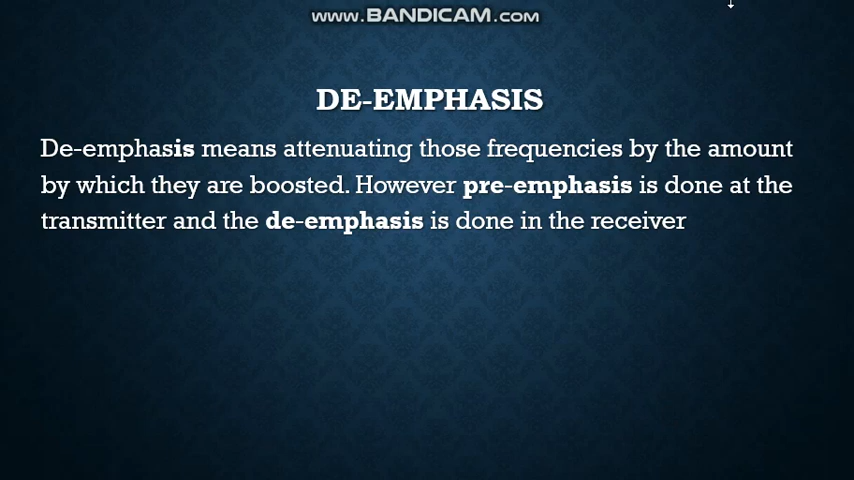 www.BANDICAM.com
DE-EMPHASIS
De-emphasis means attenuating those frequencies by the amount
by which they are boosted. However pre-emphasis is done at the
transmitter and the de-emphasis is done in the receiver